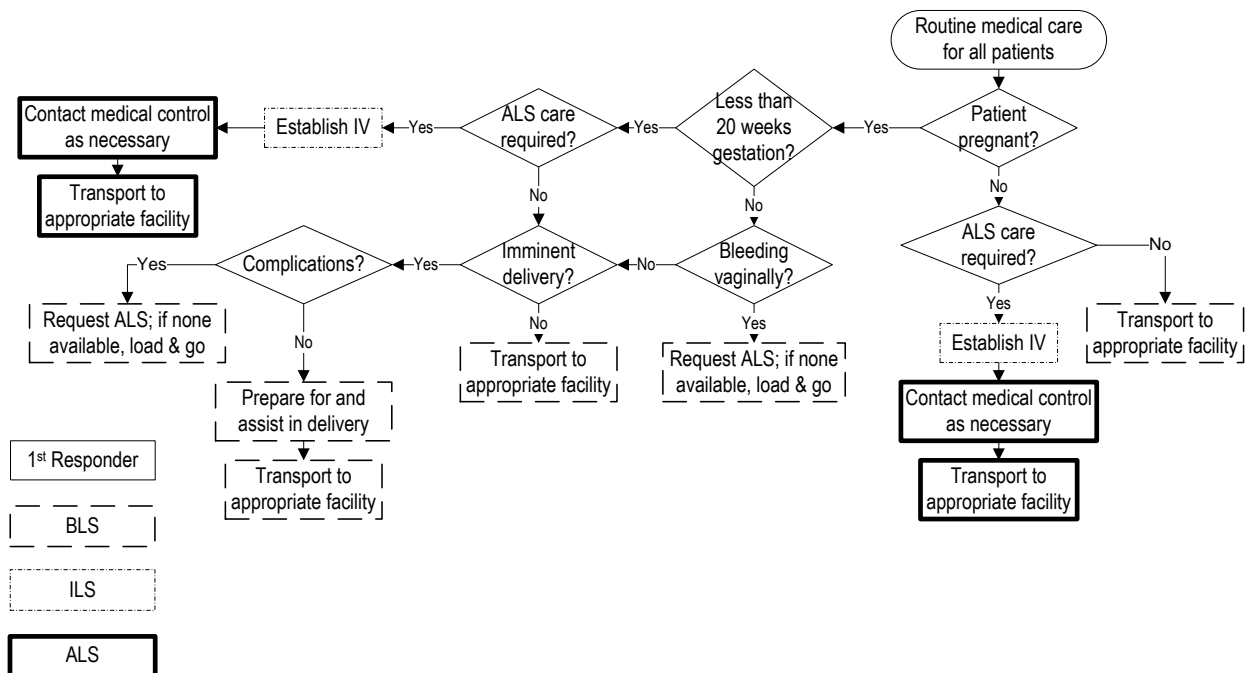 Routine medical care
for all patients
Patient
pregnant?
Yes
No
Less than
20 weeks
gestation?
Yes
No
ALS care
required?
Yes
No
Establish IV
Contact medical control
as necessary
Transport to
appropriate facility
ALS care
required?
No
Yes
Transport to
appropriate facility
Establish IV
Contact medical control
as necessary
Transport to
appropriate facility
Bleeding
vaginally?
No
Yes
Request ALS; if none
available, load & go
Imminent
delivery?
Yes
No
Transport to
appropriate facility
Complications?
Yes
No
Request ALS; if none
available, load & go
Prepare for and
assist in delivery
Transport to
appropriate facility
1st Responder
BLS
ILS
ALS